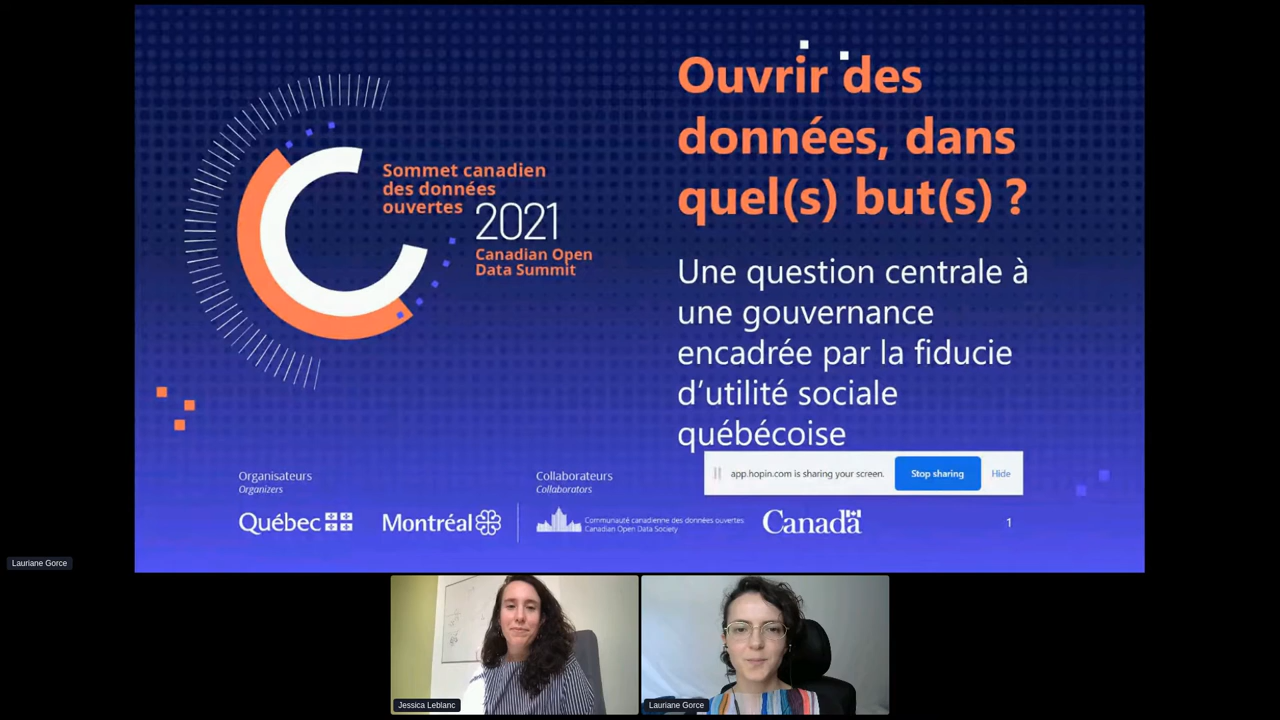 Ouvrir des
données, dans
quel(s) but(s) ?
Sommet canadien
des données
ouvertes
2021
Canadian Open
Data Summit
Une question centrale à
une gouvernance
encadrée par la fiducie
d’utilité sociale
québécoise
app.hopin.com is sharing your screen.
Stop sharing
Hide
Organisateurs
Organizers
Collaborateurs
Collaborators
Québec
Montréal
Communauté canadienne des données ouvertes
Canadian Open Data Society
Canada
1
Lauriane Gorce
Jessica Leblanc
Lauriane Gorce